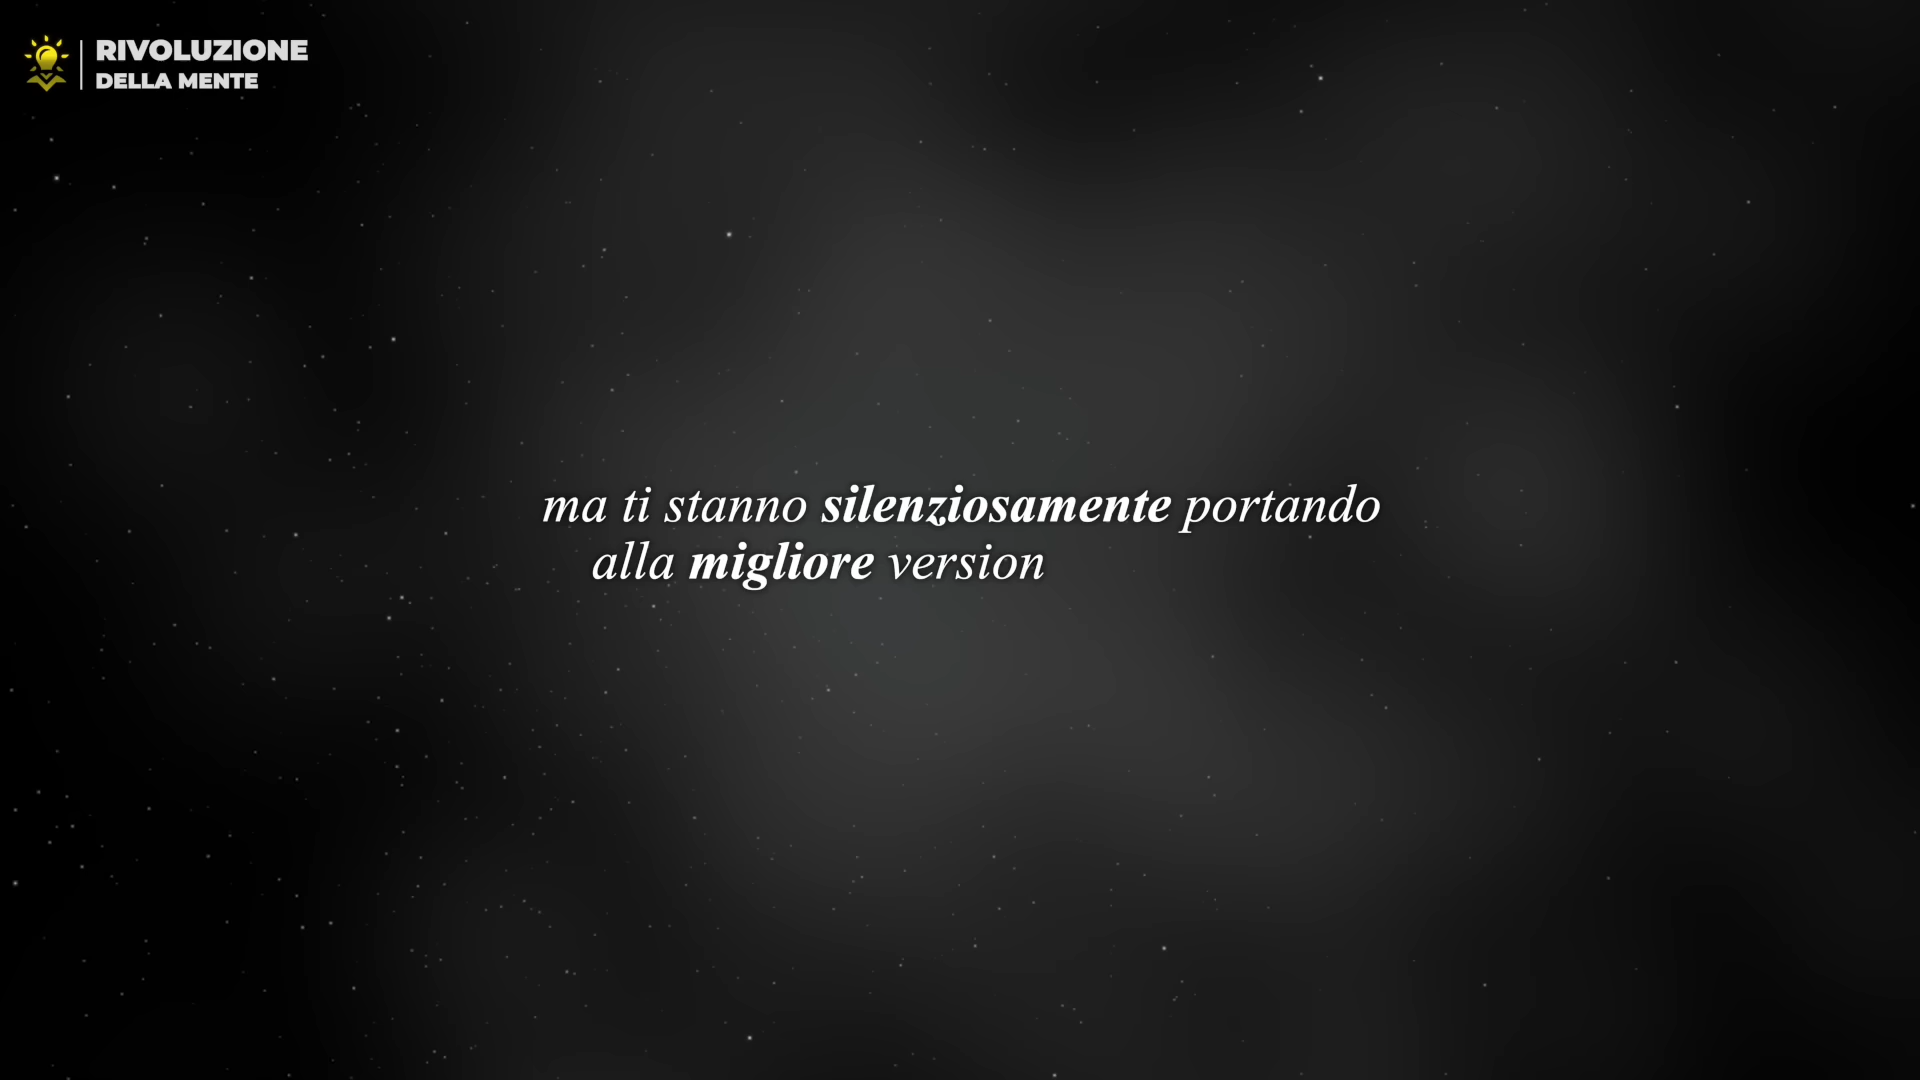 RIVOLUZIONE
DELLA MENTE
ma ti stanno silenziosamente portando
alla migliore version